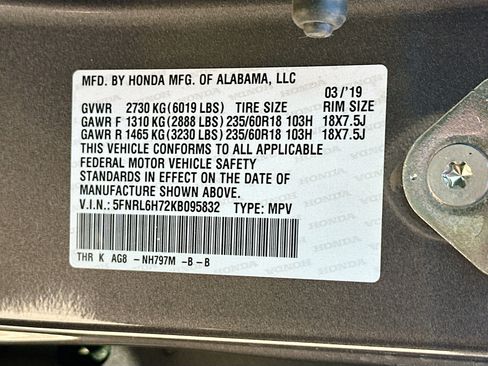 MFD. BY HONDA MFG. OF ALABAMA, LLC
03/'19
GVWR 2730 KG (6019 LBS) TIRE SIZE RIM SIZE
GAWR F 1310 KG (2888 LBS) 235/60R18 103H 18X7.5J
GAWR R 1465 KG (3230 LBS) 235/60R18 103H 18X7.5J
THIS VEHICLE CONFORMS TO ALL APPLICABLE
FEDERAL MOTOR VEHICLE SAFETY
STANDARDS IN EFFECT ON THE DATE OF
MANUFACTURE SHOWN ABOVE.
V.I.N.: 5FNRL6H72KB095832 TYPE: MPV
THR K AG8 - NH797M -B - B